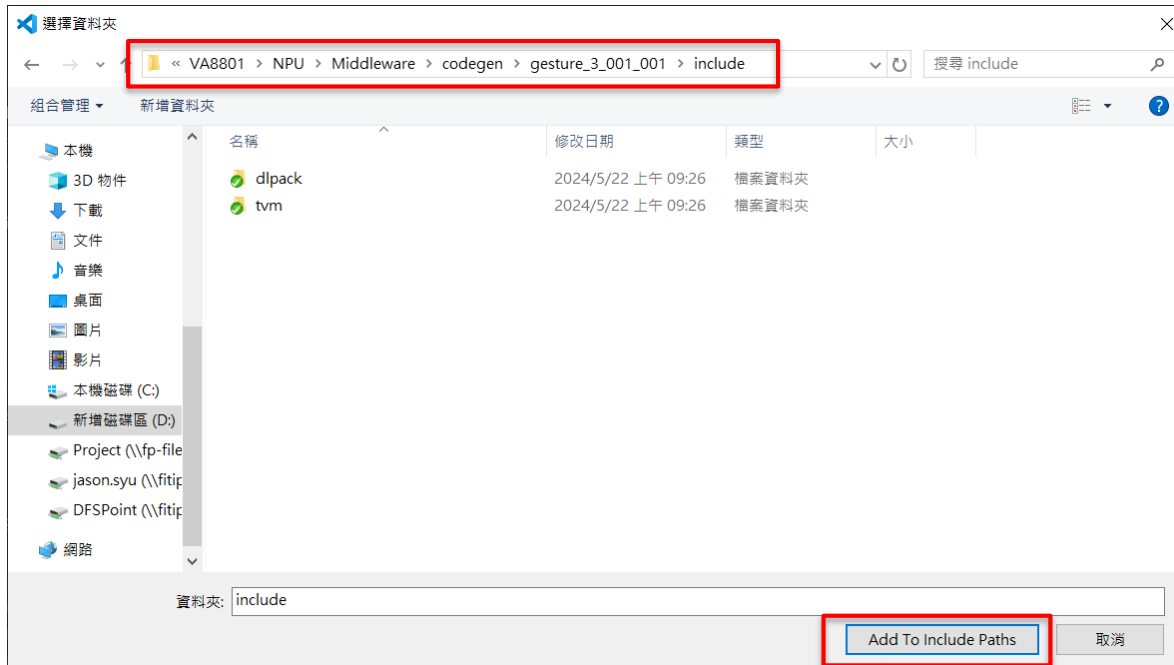 選擇資料夾
« VA8801 > NPU > Middleware > codegen > gesture_3_001_001 > include
搜尋 include
組合管理 新增資料夾
本機
3D 物件
下載
文件
音樂
桌面
圖片
影片
本機磁碟 (C:)
新增磁碟區 (D:)
Project (\\fp-file
jason.syu (\\fitip
DFSPoint (\\fitip
網路
名稱 修改日期 類型 大小
dlpack 2024/5/22 上午 09:26 檔案資料夾
tvm 2024/5/22 上午 09:26 檔案資料夾
資料夾: include
Add To Include Paths 取消